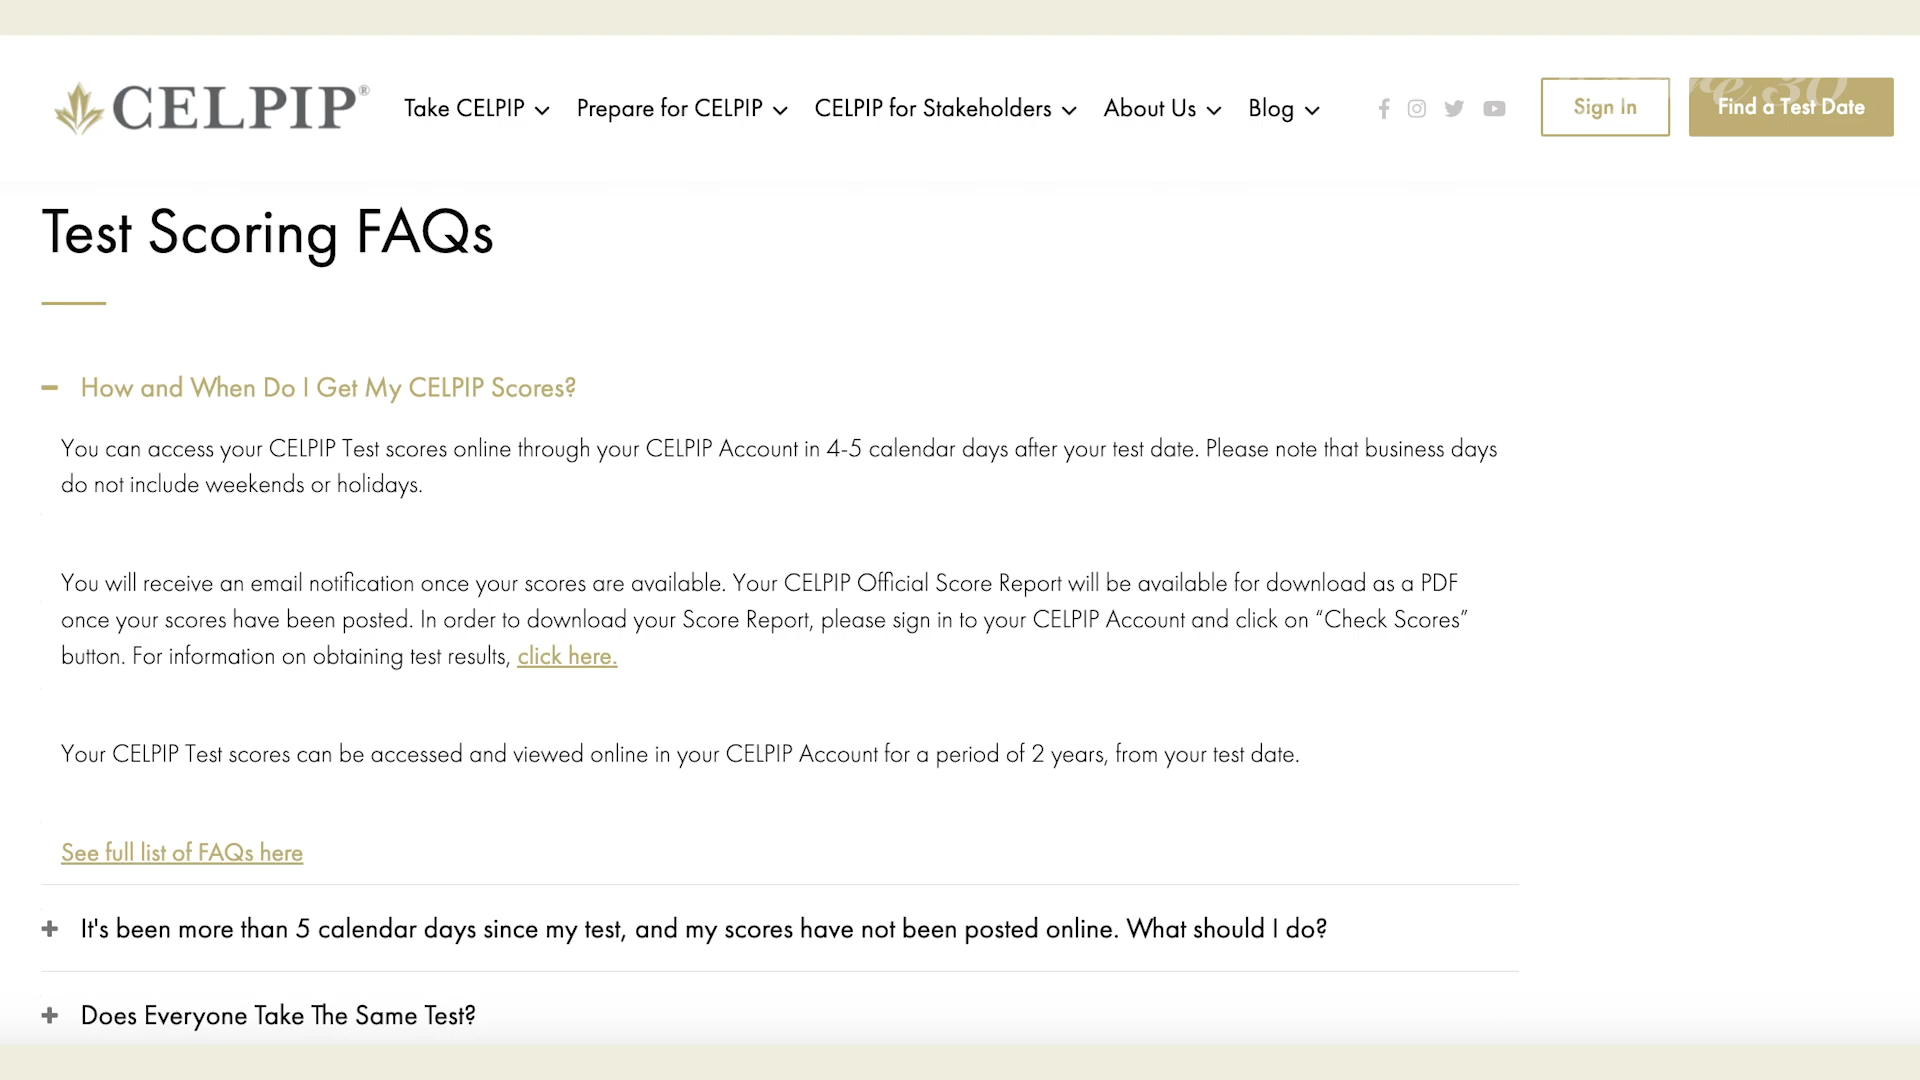 CELPIP®
Take CELPIP
Prepare for CELPIP
CELPIP for Stakeholders
About Us
Blog
Sign In
Find a Test Date
Test Scoring FAQs
How and When Do I Get My CELPIP Scores?
You can access your CELPIP Test scores online through your CELPIP Account in 4-5 calendar days after your test date. Please note that business days
do not include weekends or holidays.
You will receive an email notification once your scores are available. Your CELPIP Official Score Report will be available for download as a PDF
once your scores have been posted. In order to download your Score Report, please sign in to your CELPIP Account and click on “Check Scores”
button. For information on obtaining test results, click here.
Your CELPIP Test scores can be accessed and viewed online in your CELPIP Account for a period of 2 years, from your test date.
See full list of FAQs here
It's been more than 5 calendar days since my test, and my scores have not been posted online. What should I do?
Does Everyone Take The Same Test?